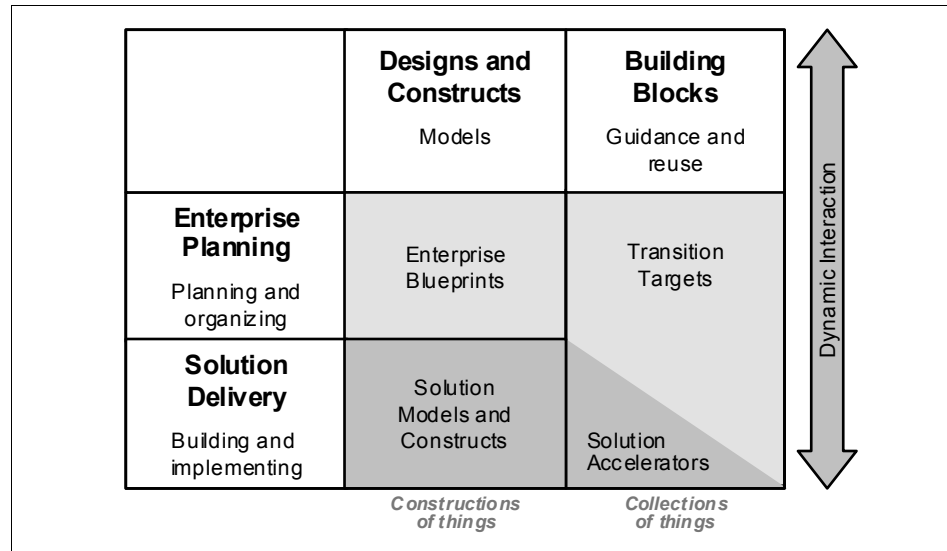 Designs and
Constructs
Models
Building
Blocks
Guidance and
reuse
Enterprise
Planning
Planning and
organizing
Enterprise
Blueprints
Transition
Targets
Solution
Delivery
Building and
implementing
Solution
Models and
Constructs
Solution
Accelerators
Constructions
of things
Collections
of things
Dynamic Interaction